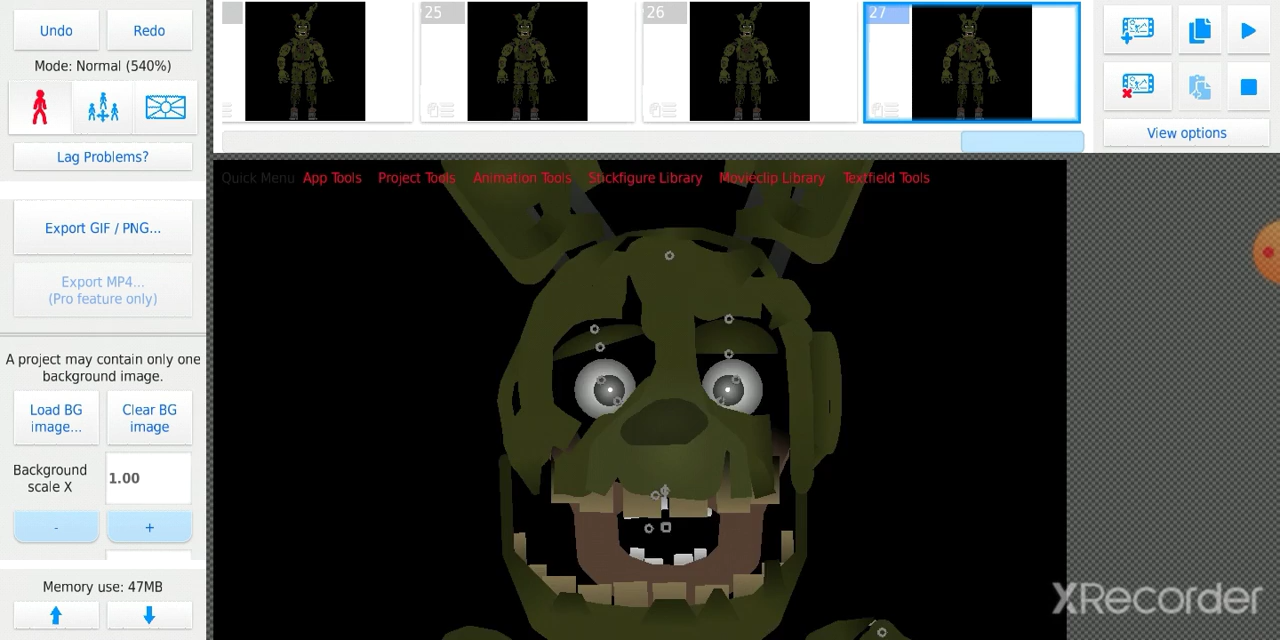 Undo
Redo
Mode: Normal (540%)
Lag Problems?
Export GIF / PNG...
Export MP4...
(Pro feature only)
A project may contain only one
background image.
Load BG
image...
Clear BG
image
Background
scale X
1.00
-
+
Memory use: 47MB
25
26
27
View options
Quick Menu
App Tools
Project Tools
Animation Tools
Stickfigure Library
Movieclip Library
Textfield Tools
XRecorder